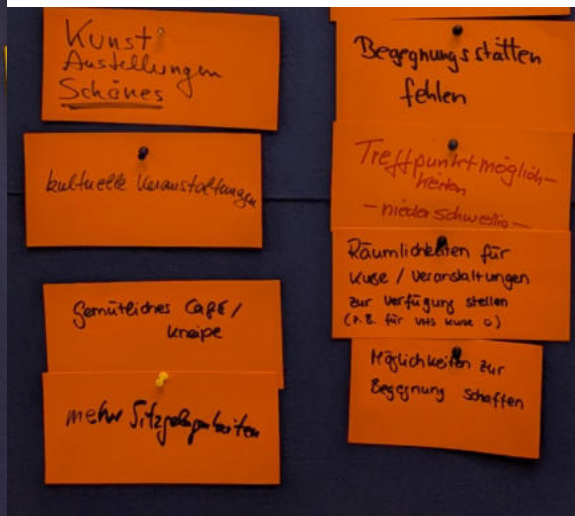 Kunst
Austellungen
Schönes
kulturelle Veranstaltungen
Gemütliches Café /
Kneipe
mehr Sitzgelegenheiten
Begegnungsstätten
fehlen
Treffpunktmöglich-
keiten
- niederschwellig -
Räumlichkeiten für
Kurse / Veranstaltungen
zur Verfügung stellen
(z.B. für VHS Kurse o)
Möglichkeiten zur
Begegnung schaffen